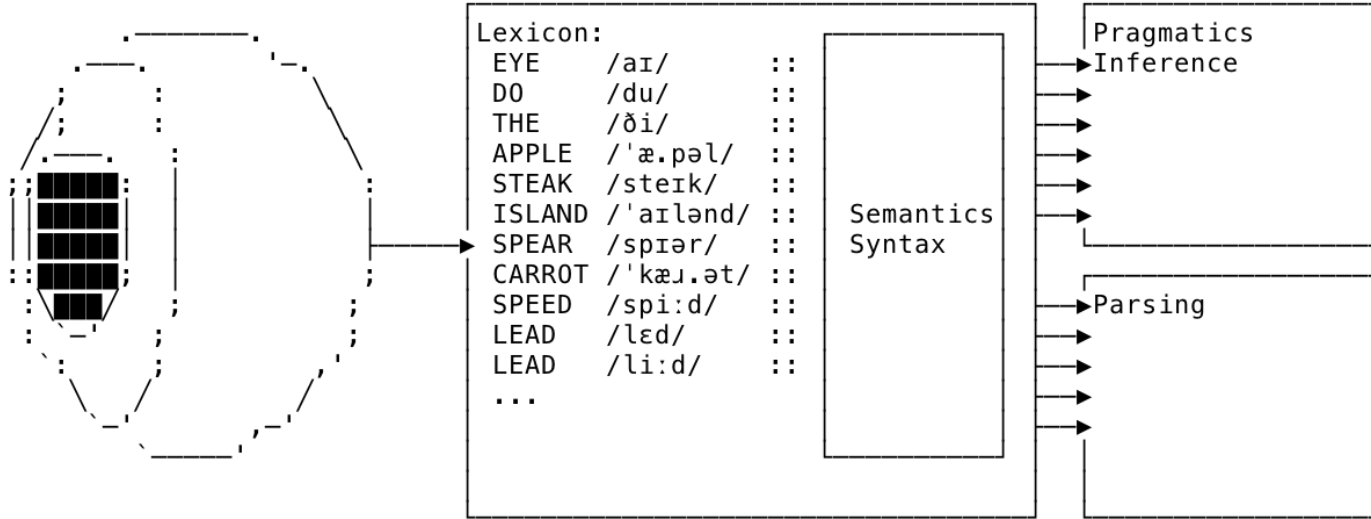 Lexicon:
EYE /aɪ/ ::
DO /du/ ::
THE /ði/ ::
APPLE /ˈæ.pəl/ ::
STEAK /steɪk/ ::
ISLAND /ˈaɪlənd/ ::
SPEAR /spɪər/ ::
CARROT /ˈkæɹ.ət/ ::
SPEED /spiːd/ ::
LEAD /lɛd/ ::
LEAD /liːd/ ::
...
Semantics
Syntax
Pragmatics
Inference
Parsing